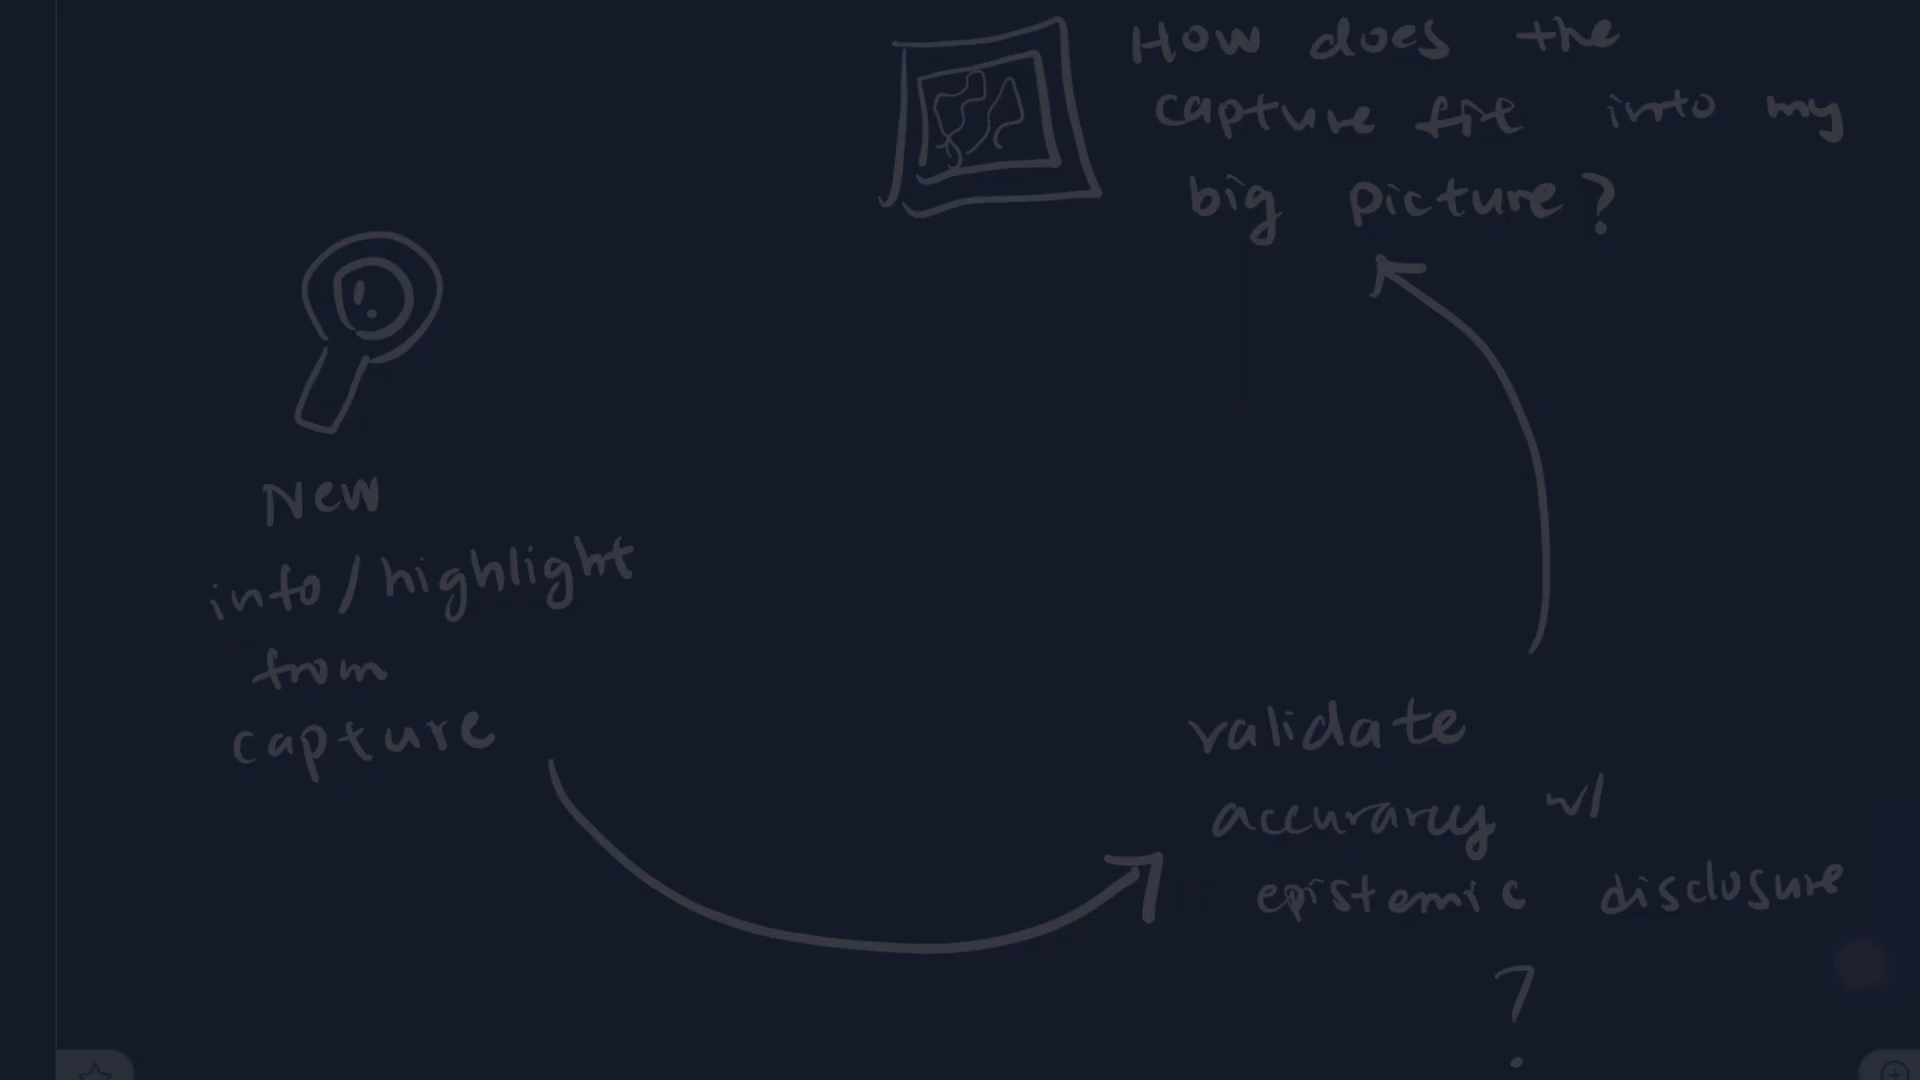 How does the
capture fit into my
big picture?
New
info/highlight
from
capture
validate
accuracy w/
epistemic disclosure
?